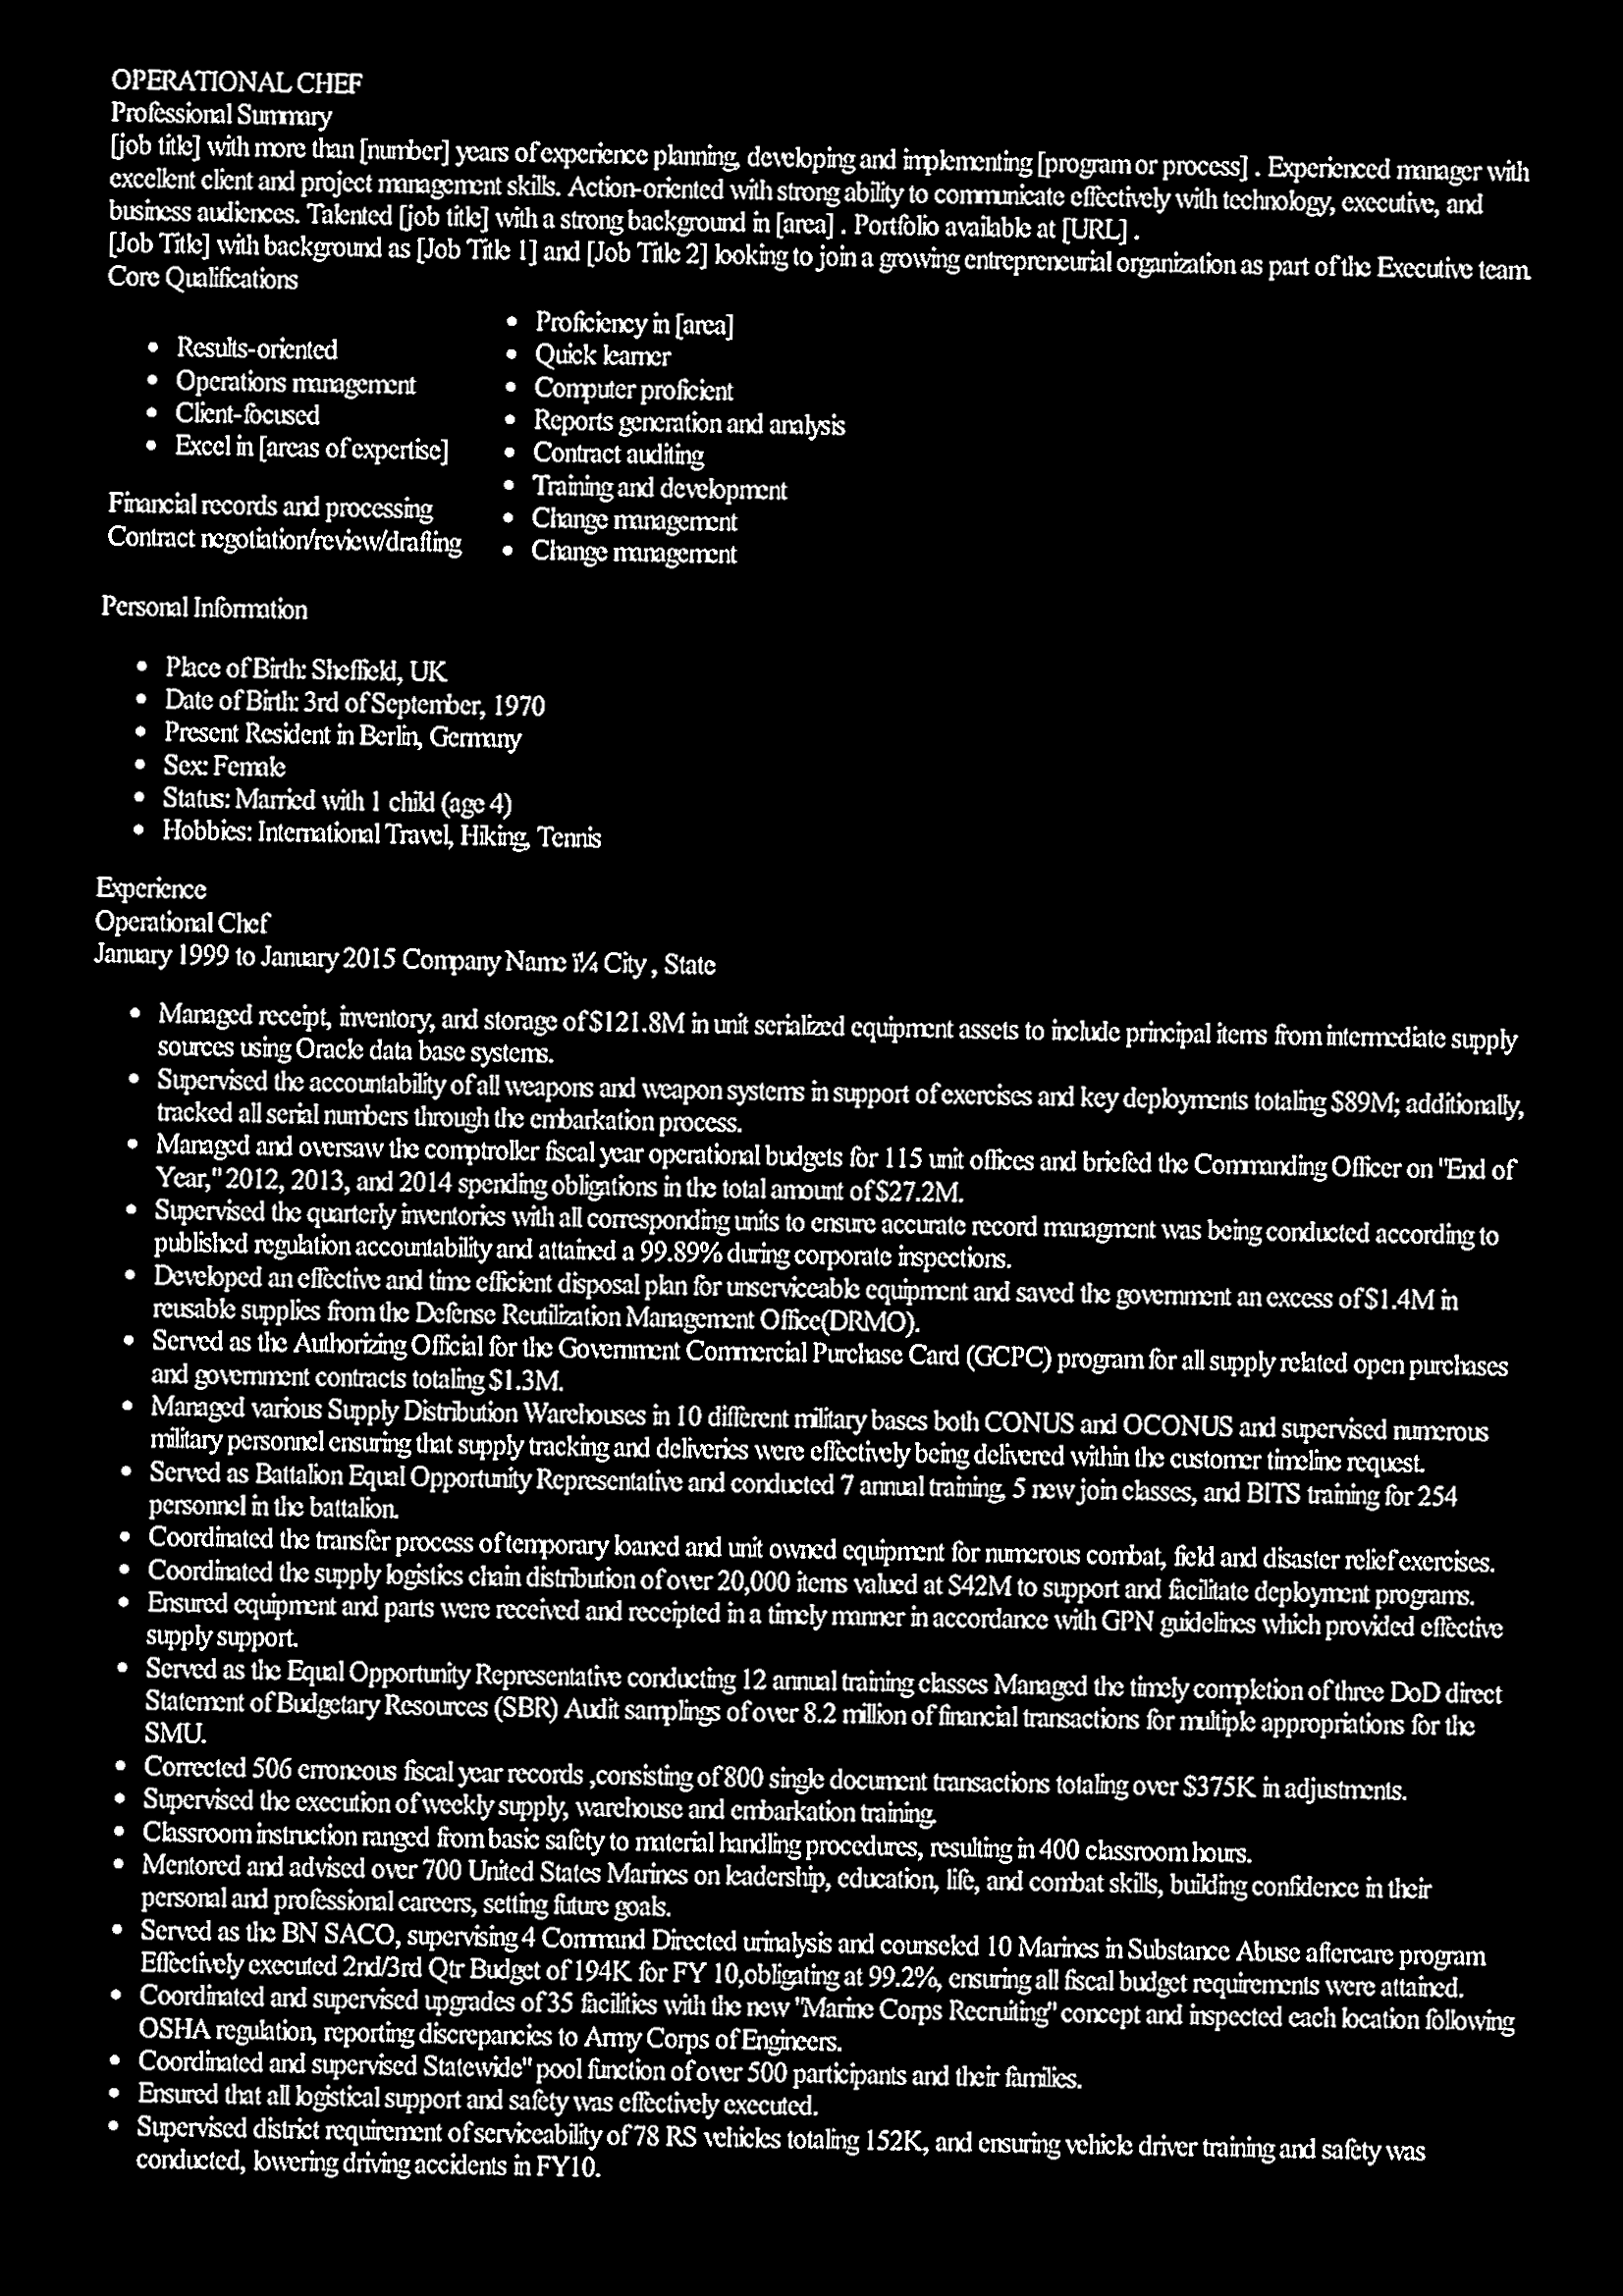 OPERATIONAL CHEF
Professional Summary
[job title] with more than [number] years of experience planning, developing and implementing [program or process] . Experienced manager with
excellent client and project management skills. Action-oriented with strong ability to communicate effectively with technology, executive, and
business audiences. Talented [job title] with a strong background in [area] . Portfolio available at [URL] .
[Job Title] with background as [Job Title 1] and [Job Title 2] looking to join a growing entrepreneurial organization as part of the Executive team.
Core Qualifications
• Results-oriented
• Operations management
• Client-focused
• Excel in [areas of expertise]
Financial records and processing
Contract negotiation/review/drafting
• Proficiency in [area]
• Quick learner
• Computer proficient
• Reports generation and analysis
• Contract auditing
• Training and development
• Change management
• Change management
Personal Information
• Place of Birth: Sheffield, UK
• Date of Birth: 3rd of September, 1970
• Present Resident in Berlin, Germany
• Sex: Female
• Status: Married with 1 child (age 4)
• Hobbies: International Travel, Hiking, Tennis
Experience
Operational Chef
January 1999 to January 2015 Company Name ï¼ City , State
• Managed receipt, inventory, and storage of $121.8M in unit serialized equipment assets to include principal items from intermediate supply
sources using Oracle data base systems.
• Supervised the accountability of all weapons and weapon systems in support of exercises and key deployments totaling $89M; additionally,
tracked all serial numbers through the embarkation process.
• Managed and oversaw the comptroller fiscal year operational budgets for 115 unit offices and briefed the Commanding Officer on "End of
Year," 2012, 2013, and 2014 spending obligations in the total amount of $27.2M.
• Supervised the quarterly inventories with all corresponding units to ensure accurate record managment was being conducted according to
published regulation accountability and attained a 99.89% during corporate inspections.
• Developed an effective and time efficient disposal plan for unserviceable equipment and saved the government an excess of $1.4M in
reusable supplies from the Defense Reutilization Management Office(DRMO).
• Served as the Authorizing Official for the Government Commercial Purchase Card (GCPC) program for all supply related open purchases
and government contracts totaling $1.3M.
• Managed various Supply Distribution Warehouses in 10 different military bases both CONUS and OCONUS and supervised numerous
military personnel ensuring that supply tracking and deliveries were effectively being delivered within the customer timeline request.
• Served as Battalion Equal Opportunity Representative and conducted 7 annual training, 5 new join classes, and BITS training for 254
personnel in the battalion.
• Coordinated the transfer process of temporary loaned and unit owned equipment for numerous combat, field and disaster relief exercises.
• Coordinated the supply logistics chain distribution of over 20,000 items valued at $42M to support and facilitate deployment programs.
• Ensured equipment and parts were received and receipted in a timely manner in accordance with GPN guidelines which provided effective
supply support.
• Served as the Equal Opportunity Representative conducting 12 annual training classes Managed the timely completion of three DoD direct
Statement of Budgetary Resources (SBR) Audit samplings of over 8.2 million of financial transactions for multiple appropriations for the
SMU.
• Corrected 506 erroneous fiscal year records ,consisting of 800 single document transactions totaling over $375K in adjustments.
• Supervised the execution of weekly supply, warehouse and embarkation training.
• Classroom instruction ranged from basic safety to material handling procedures, resulting in 400 classroom hours.
• Mentored and advised over 700 United States Marines on leadership, education, life, and combat skills, building confidence in their
personal and professional careers, setting future goals.
• Served as the BN SACO, supervising 4 Command Directed urinalysis and counseled 10 Marines in Substance Abuse aftercare program
Effectively executed 2nd/3rd Qtr Budget of 194K for FY 10,obligating at 99.2%, ensuring all fiscal budget requirements were attained.
• Coordinated and supervised upgrades of 35 facilities with the new "Marine Corps Recruiting" concept and inspected each location following
OSHA regulation, reporting discrepancies to Army Corps of Engineers.
• Coordinated and supervised Statewide" pool function of over 500 participants and their families.
• Ensured that all logistical support and safety was effectively executed.
• Supervised district requirement of serviceability of 78 RS vehicles totaling 152K, and ensuring vehicle driver training and safety was
conducted, lowering driving accidents in FY10.